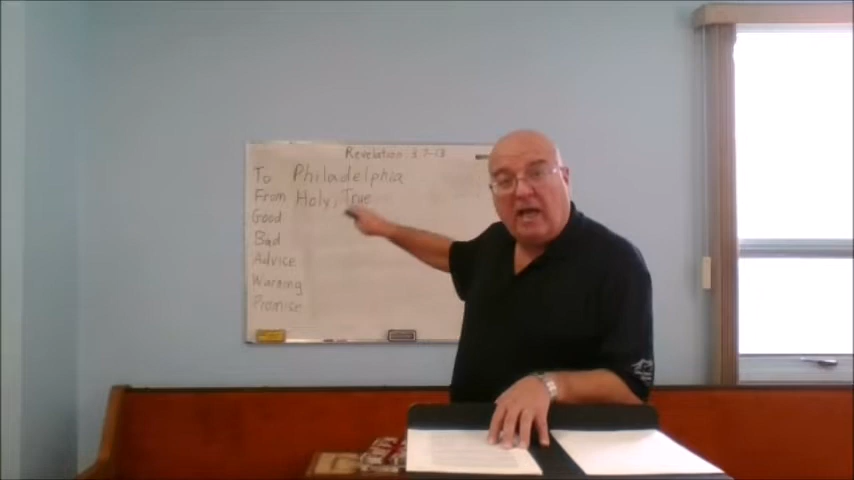 Revelation 3:7-13
To Philadelphia
From Holy, True
Good
Bad
Advice
Warning
Promise